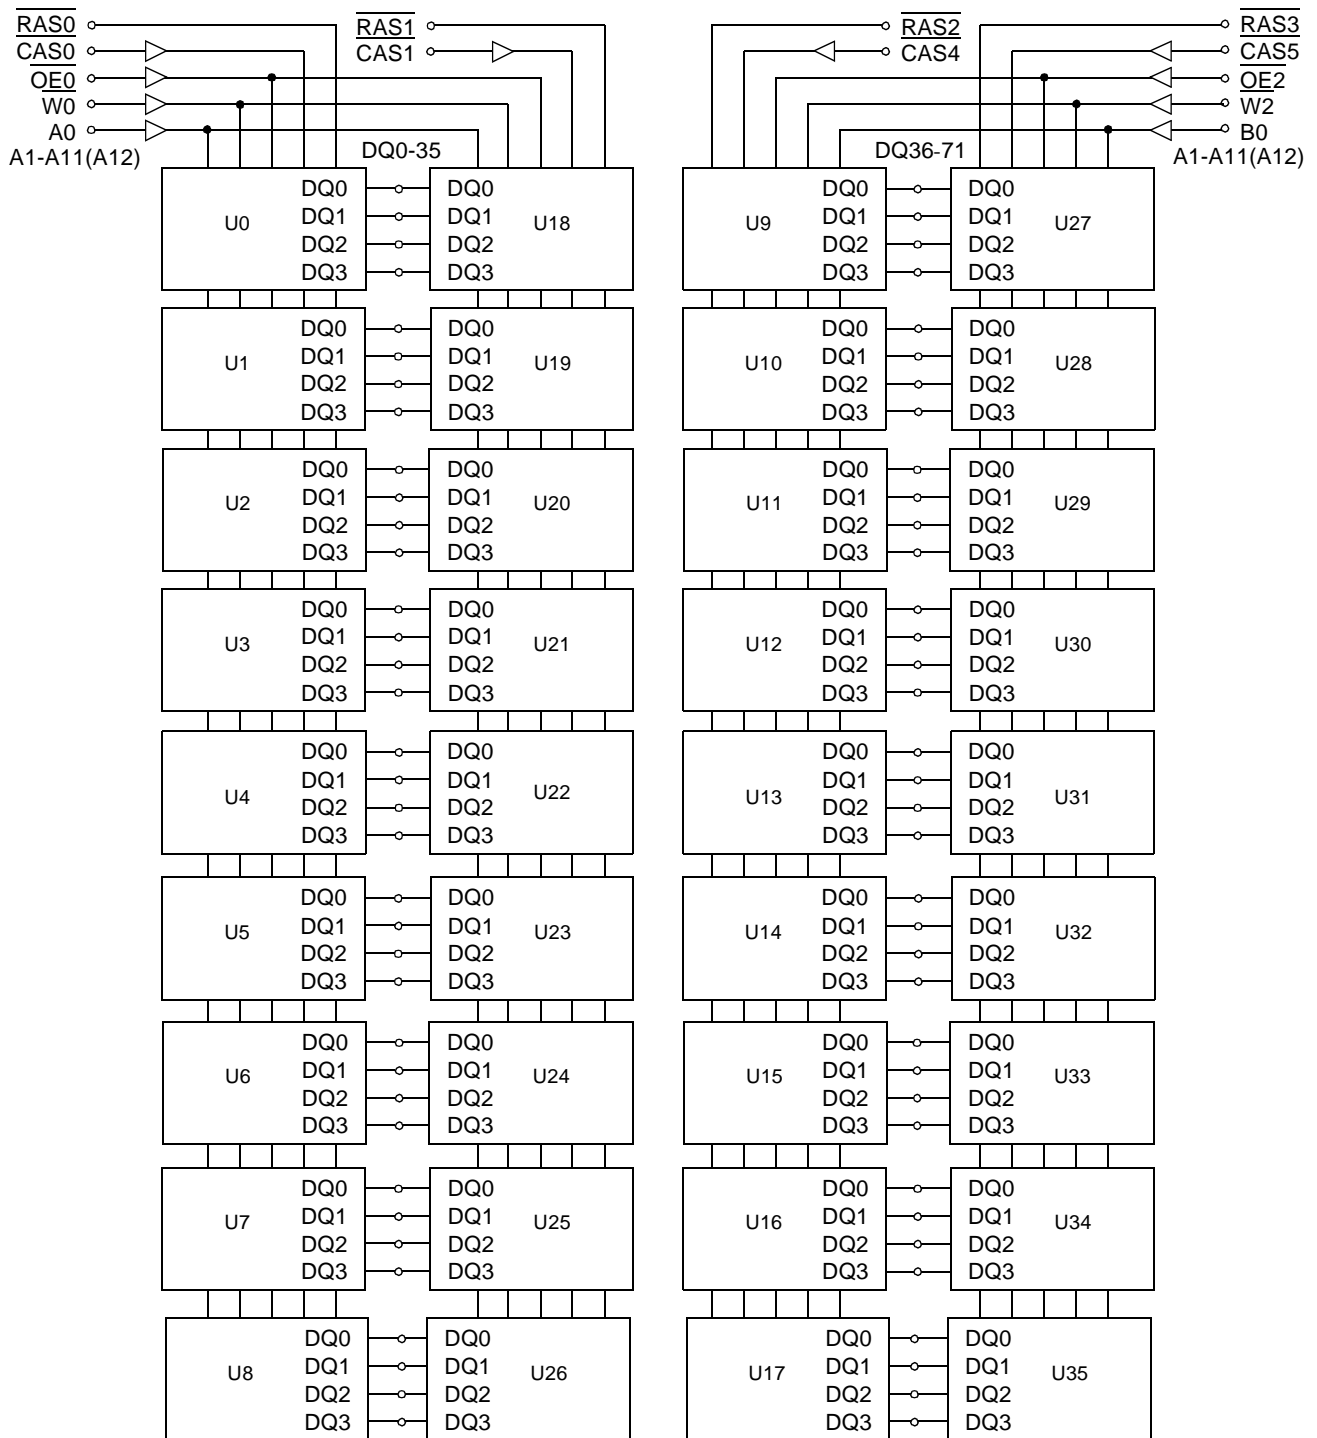 RAS0 RAS1 RAS2 RAS3
CAS0 CAS1 CAS4 CAS5
OE0 OE2
W0 W2
A0 B0
A1-A11(A12) DQ0-35 DQ36-71 A1-A11(A12)
DQ0 DQ0 DQ0 DQ0
U0 DQ1 DQ1 U18 U9 DQ1 DQ1 U27
DQ2 DQ2 DQ2 DQ2
DQ3 DQ3 DQ3 DQ3
DQ0 DQ0 DQ0 DQ0
U1 DQ1 DQ1 U19 U10 DQ1 DQ1 U28
DQ2 DQ2 DQ2 DQ2
DQ3 DQ3 DQ3 DQ3
DQ0 DQ0 DQ0 DQ0
U2 DQ1 DQ1 U20 U11 DQ1 DQ1 U29
DQ2 DQ2 DQ2 DQ2
DQ3 DQ3 DQ3 DQ3
DQ0 DQ0 DQ0 DQ0
U3 DQ1 DQ1 U21 U12 DQ1 DQ1 U30
DQ2 DQ2 DQ2 DQ2
DQ3 DQ3 DQ3 DQ3
DQ0 DQ0 DQ0 DQ0
U4 DQ1 DQ1 U22 U13 DQ1 DQ1 U31
DQ2 DQ2 DQ2 DQ2
DQ3 DQ3 DQ3 DQ3
DQ0 DQ0 DQ0 DQ0
U5 DQ1 DQ1 U23 U14 DQ1 DQ1 U32
DQ2 DQ2 DQ2 DQ2
DQ3 DQ3 DQ3 DQ3
DQ0 DQ0 DQ0 DQ0
U6 DQ1 DQ1 U24 U15 DQ1 DQ1 U33
DQ2 DQ2 DQ2 DQ2
DQ3 DQ3 DQ3 DQ3
DQ0 DQ0 DQ0 DQ0
U7 DQ1 DQ1 U25 U16 DQ1 DQ1 U34
DQ2 DQ2 DQ2 DQ2
DQ3 DQ3 DQ3 DQ3
DQ0 DQ0 DQ0 DQ0
U8 DQ1 DQ1 U26 U17 DQ1 DQ1 U35
DQ2 DQ2 DQ2 DQ2
DQ3 DQ3 DQ3 DQ3